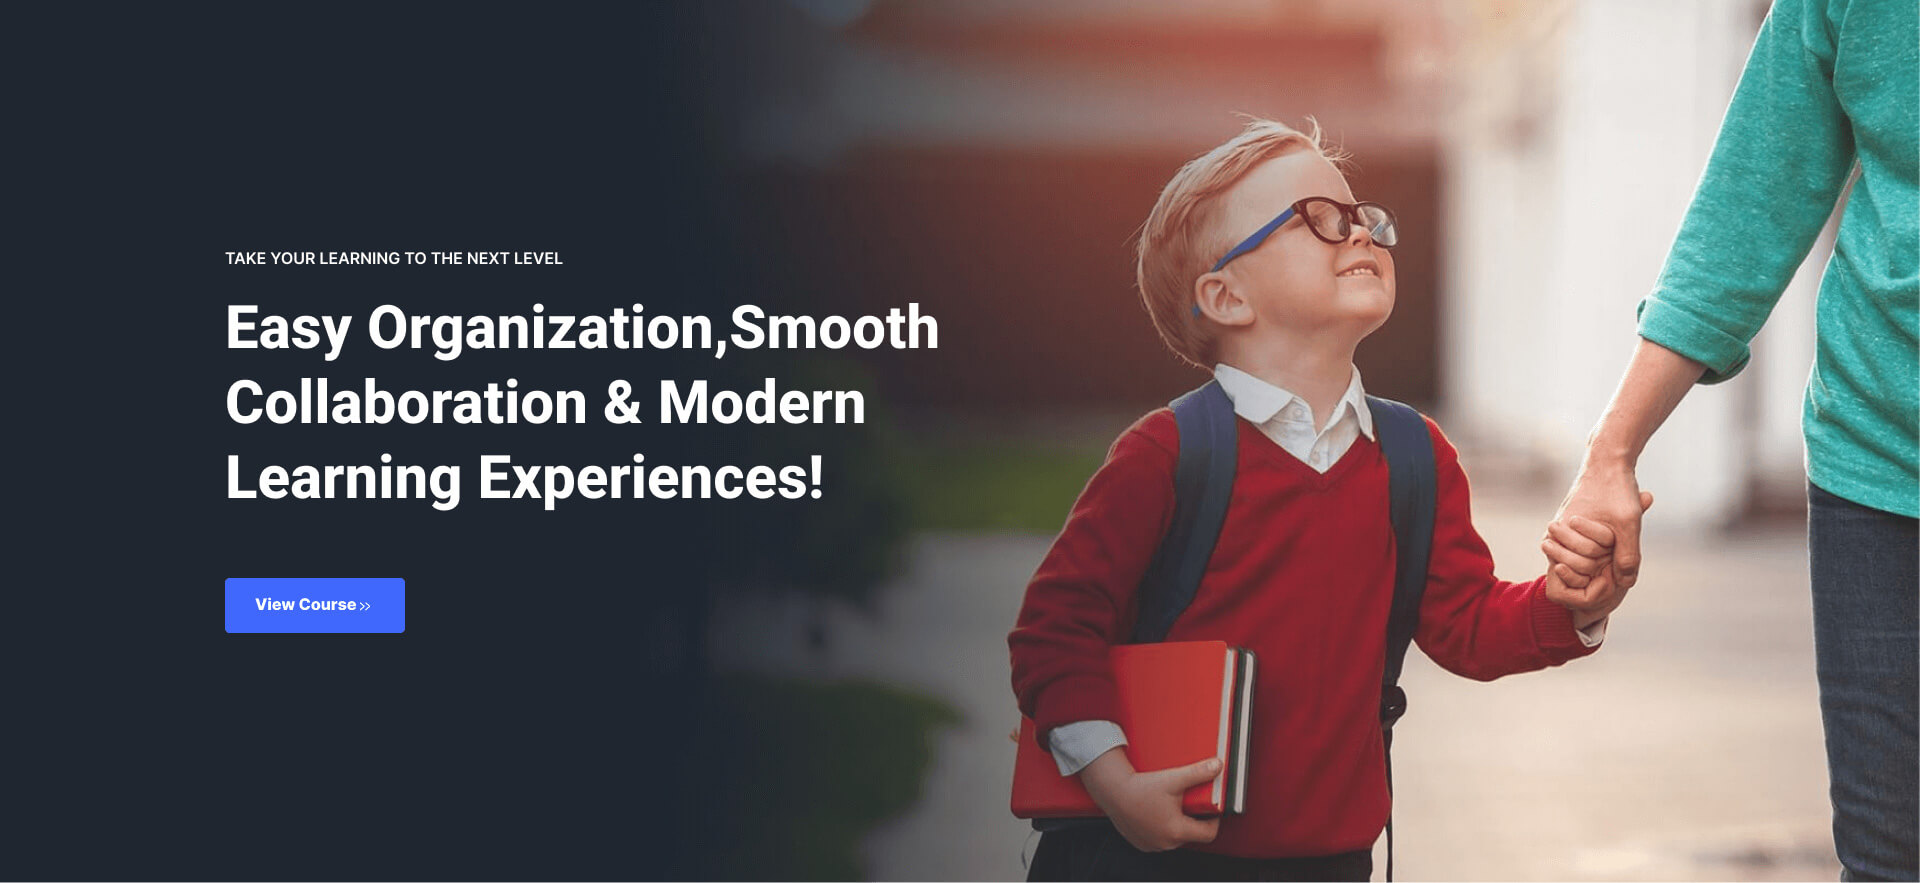 TAKE YOUR LEARNING TO THE NEXT LEVEL
Easy Organization,Smooth
Collaboration & Modern
Learning Experiences!
View Course »